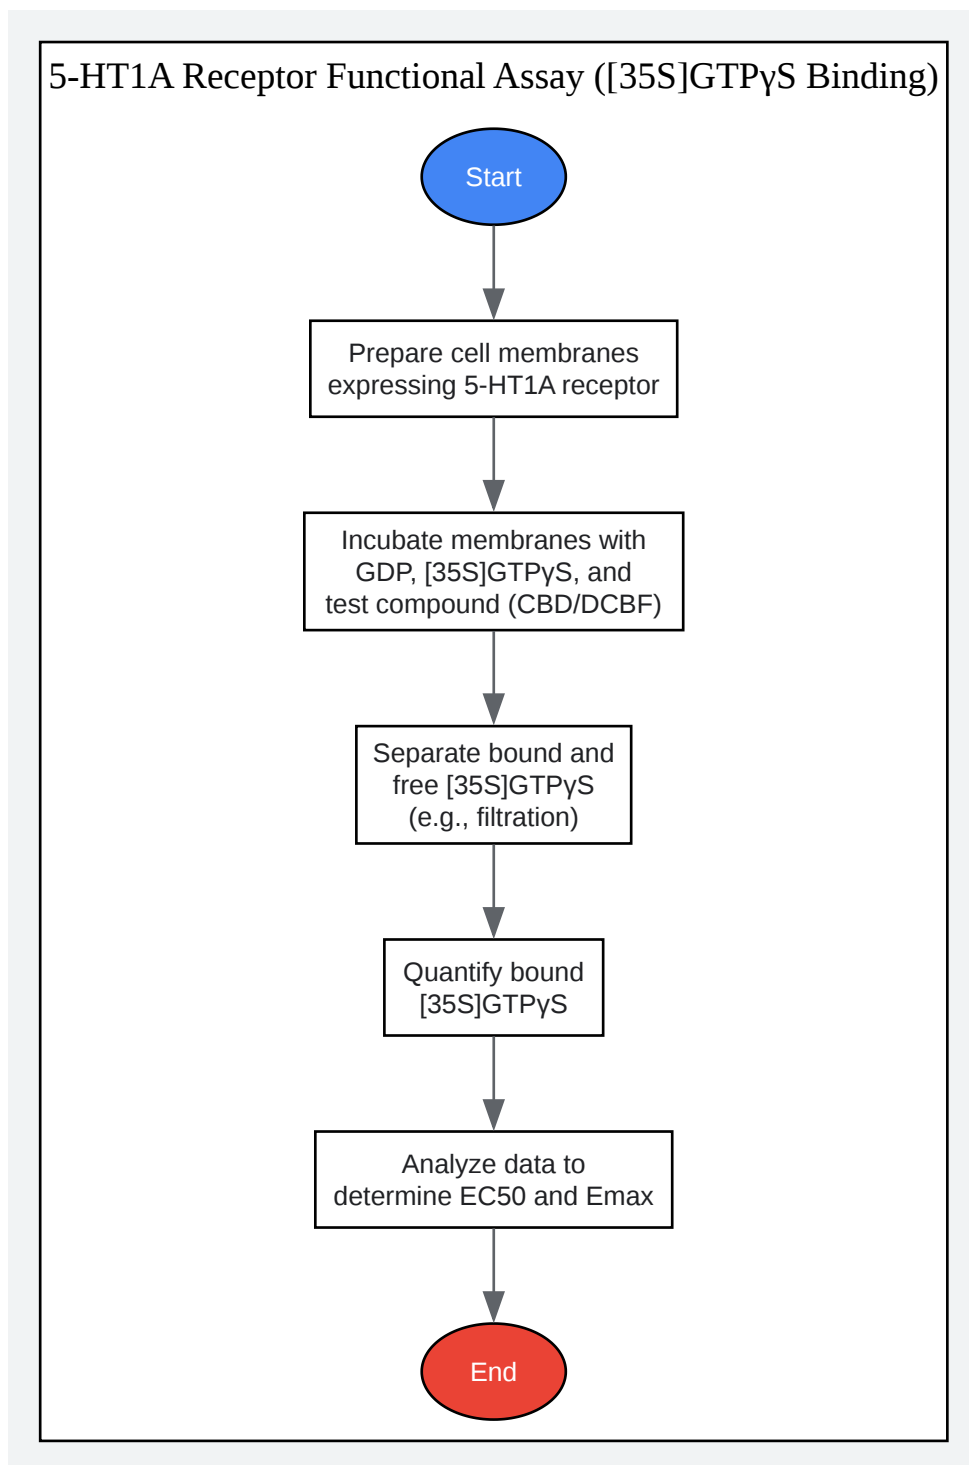 5-HT1A Receptor Functional Assay ([35S]GTPγS Binding)
Start
Prepare cell membranes
expressing 5-HT1A receptor
Incubate membranes with
GDP, [35S]GTPγS, and
test compound (CBD/DCBF)
Separate bound and
free [35S]GTPγS
(e.g., filtration)
Quantify bound
[35S]GTPγS
Analyze data to
determine EC50 and Emax
End